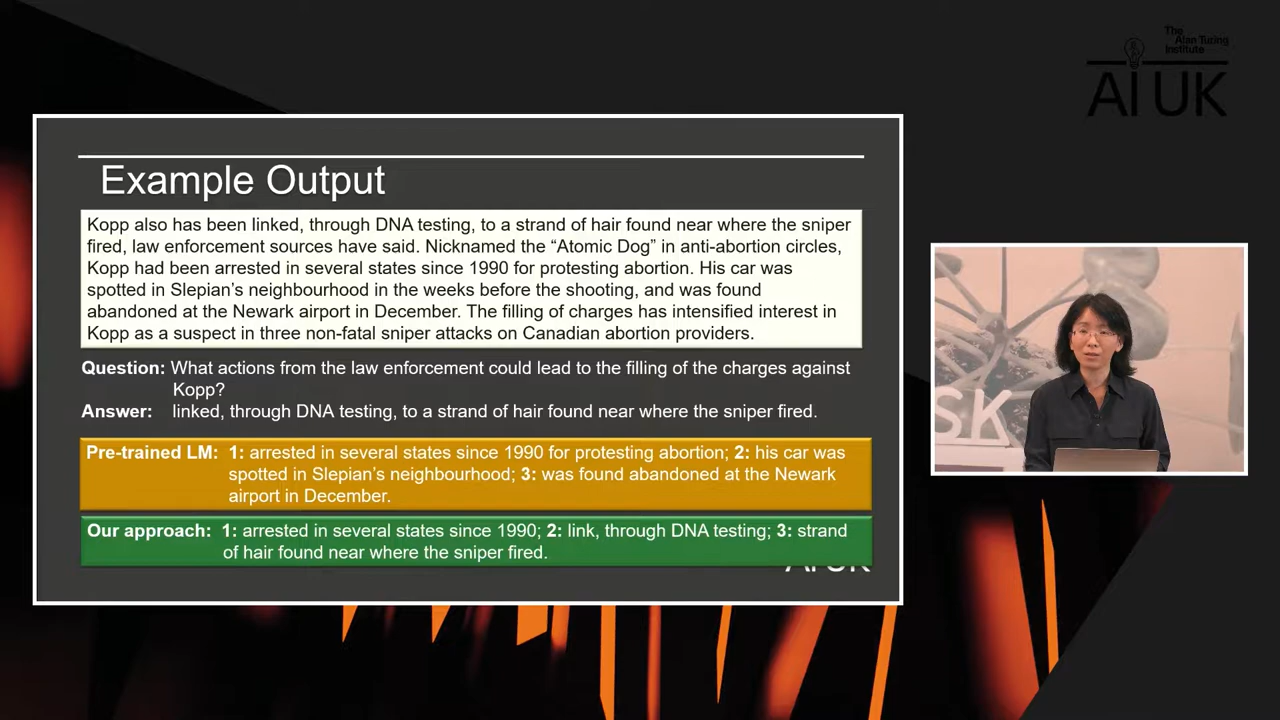 The
Alan Turing
Institute
AI UK
Example Output
Kopp also has been linked, through DNA testing, to a strand of hair found near where the sniper
fired, law enforcement sources have said. Nicknamed the “Atomic Dog” in anti-abortion circles,
Kopp had been arrested in several states since 1990 for protesting abortion. His car was
spotted in Slepian’s neighbourhood in the weeks before the shooting, and was found
abandoned at the Newark airport in December. The filling of charges has intensified interest in
Kopp as a suspect in three non-fatal sniper attacks on Canadian abortion providers.
Question: What actions from the law enforcement could lead to the filling of the charges against
Kopp?
Answer: linked, through DNA testing, to a strand of hair found near where the sniper fired.
Pre-trained LM: 1: arrested in several states since 1990 for protesting abortion; 2: his car was
spotted in Slepian’s neighbourhood; 3: was found abandoned at the Newark
airport in December.
Our approach: 1: arrested in several states since 1990; 2: link, through DNA testing; 3: strand
of hair found near where the sniper fired.
AI UK
SK